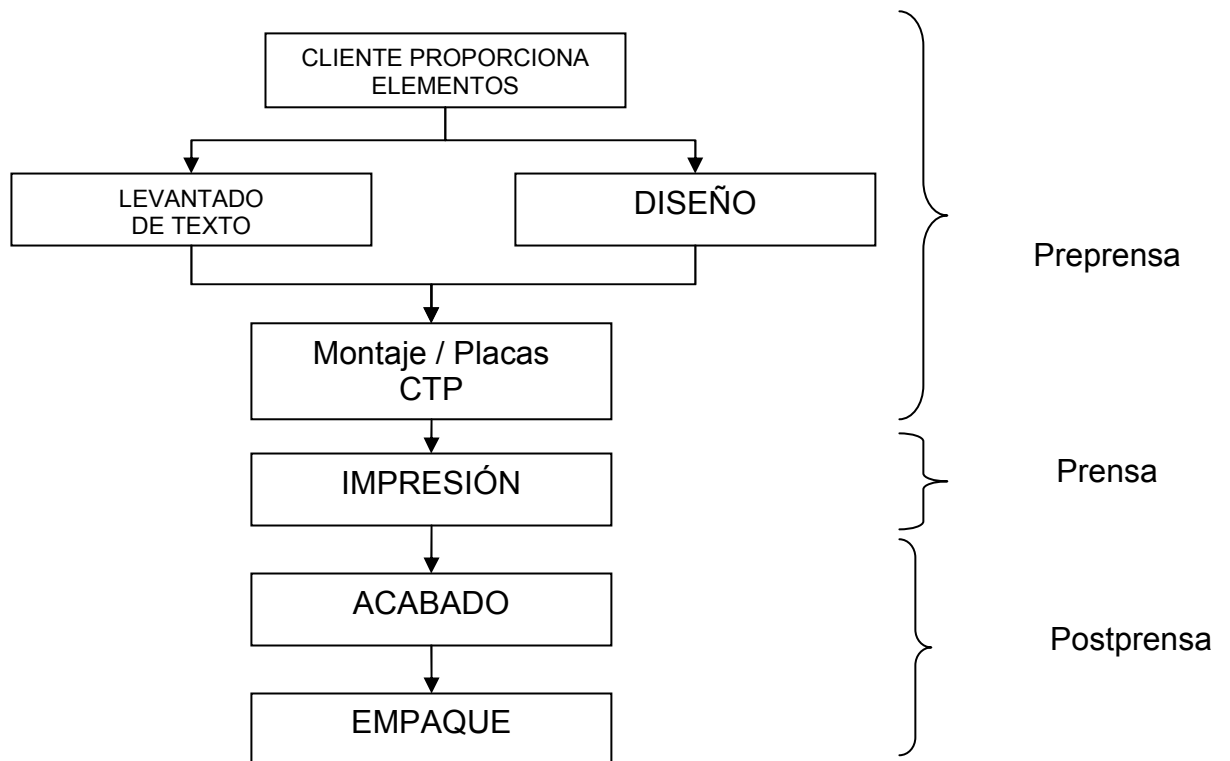 CLIENTE PROPORCIONA
ELEMENTOS
LEVANTADO
DE TEXTO
DISEÑO
Preprensa
Montaje / Placas
CTP
IMPRESIÓN
Prensa
ACABADO
Postprensa
EMPAQUE